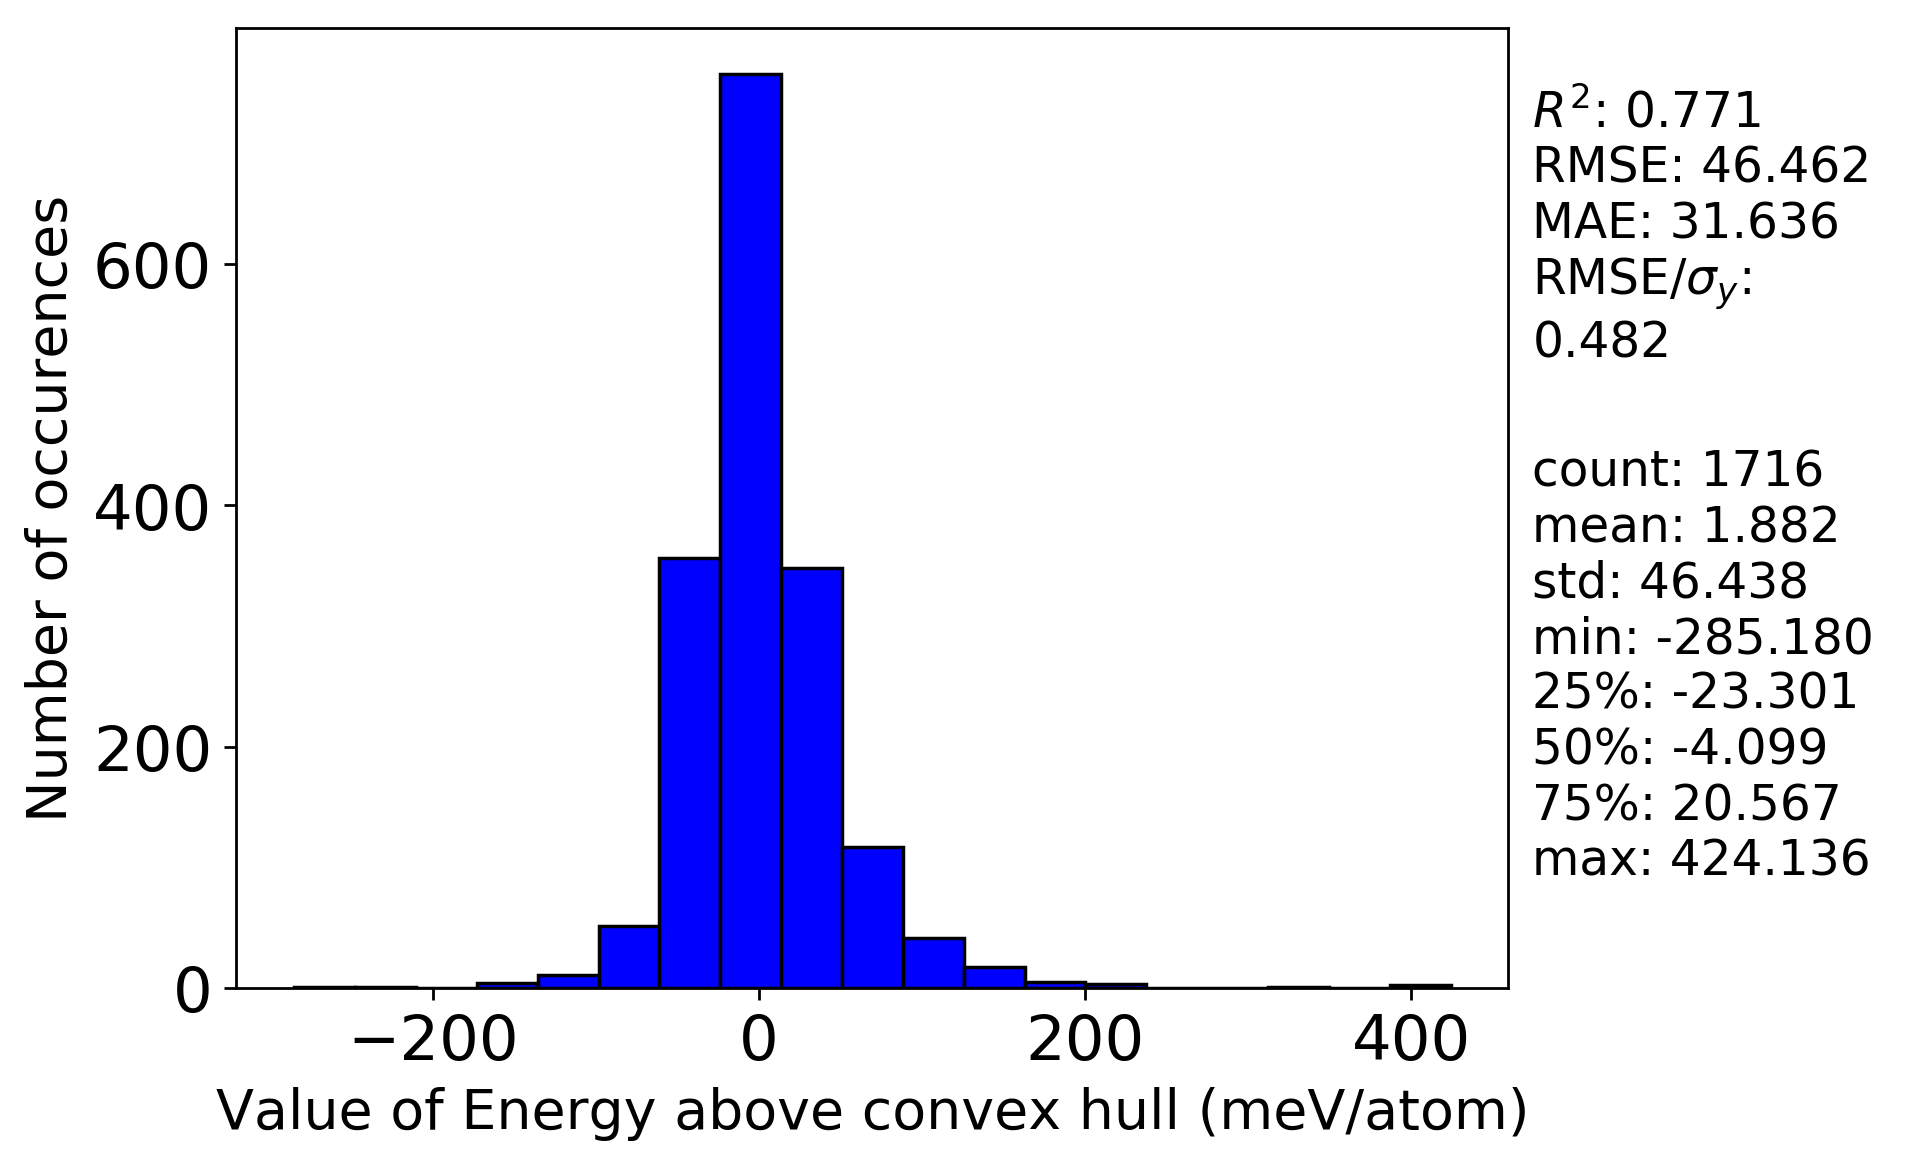 Number of occurences
600
400
200
0
−200 0 200 400
Value of Energy above convex hull (meV/atom)
R²: 0.771
RMSE: 46.462
MAE: 31.636
RMSE/σy:
0.482
count: 1716
mean: 1.882
std: 46.438
min: -285.180
25%: -23.301
50%: -4.099
75%: 20.567
max: 424.136